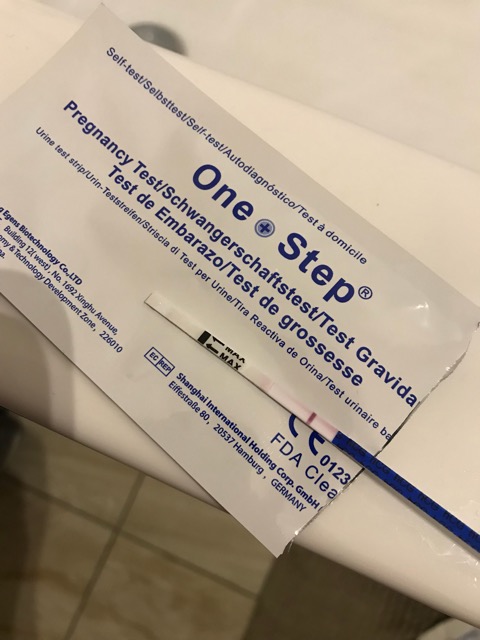 Self-test/Selbsttest/Self-test/Autodiagnóstico/Test à domicile
One Step®
Pregnancy Test/Schwangerschaftstest/Test Gravida
Test de Embarazo/Test de grossesse
Urine test strip/Urin-Teststreifen/Striscia di Test per Urine/Tira Reactiva de Orina/Test urinaire
Egens Biotechnology Co.,LTD
Building 12(west) , No. 1692 Xinghu Avenue,
& Technology Development Zone, 226010
MAX
MAX
EC REP
Shanghai International Holding Corp. GmbH
Eiffestraße 80, 20537 Hamburg, GERMANY
CE 0123
FDA Clea